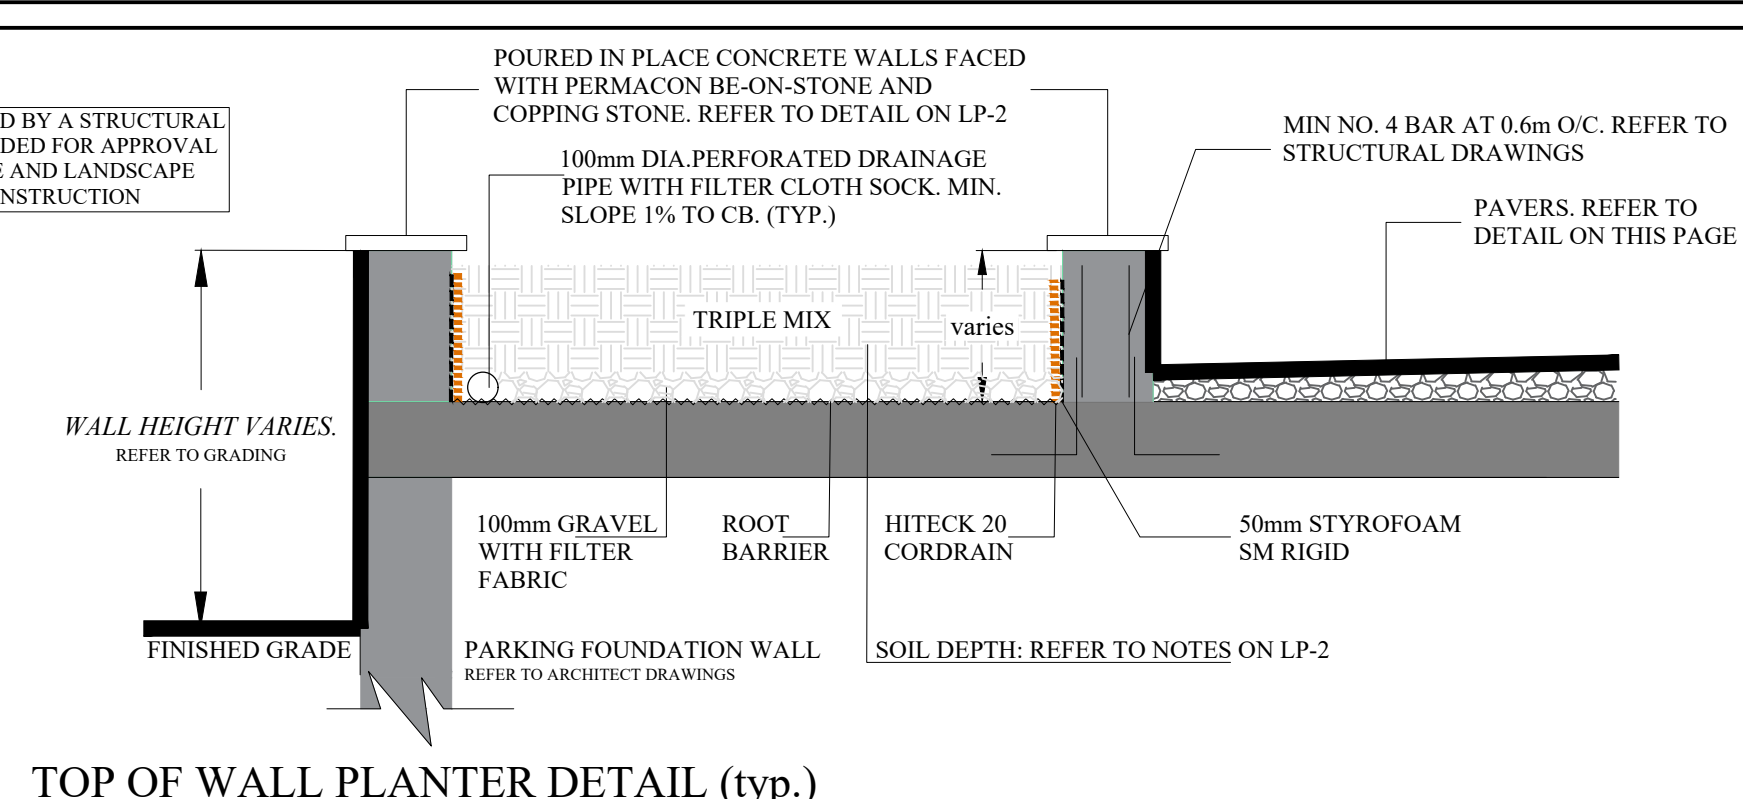 POURED IN PLACE CONCRETE WALLS FACED
WITH PERMACON BE-ON-STONE AND
COPPING STONE. REFER TO DETAIL ON LP-2
D BY A STRUCTURAL
DED FOR APPROVAL
E AND LANDSCAPE
NSTRUCTION
100mm DIA.PERFORATED DRAINAGE
PIPE WITH FILTER CLOTH SOCK. MIN.
SLOPE 1% TO CB. (TYP.)
MIN NO. 4 BAR AT 0.6m O/C. REFER TO
STRUCTURAL DRAWINGS
PAVERS. REFER TO
DETAIL ON THIS PAGE
TRIPLE MIX
varies
WALL HEIGHT VARIES.
REFER TO GRADING
100mm GRAVEL
WITH FILTER
FABRIC
ROOT
BARRIER
HITECK 20
CORDRAIN
50mm STYROFOAM
SM RIGID
FINISHED GRADE
PARKING FOUNDATION WALL
REFER TO ARCHITECT DRAWINGS
SOIL DEPTH: REFER TO NOTES ON LP-2
TOP OF WALL PLANTER DETAIL (typ.)